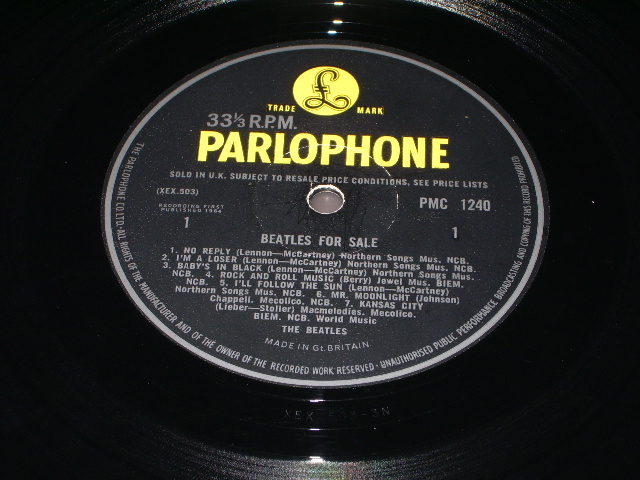 TRADE MARK
33⅓ R.P.M.
PARLOPHONE
SOLD IN U.K. SUBJECT TO RESALE PRICE CONDITIONS, SEE PRICE LISTS
(XEX.503)
PMC 1240
RECORDING FIRST
PUBLISHED 1964
1
1
BEATLES FOR SALE
1. NO REPLY (Lennon—McCartney) Northern Songs Mus. NCB.
2. I'M A LOSER (Lennon—McCartney) Northern Songs Mus. NCB.
3. BABY'S IN BLACK (Lennon—McCartney) Northern Songs Mus.
NCB. 4. ROCK AND ROLL MUSIC (Berry) Jewel Mus. BIEM.
NCB. 5. I'LL FOLLOW THE SUN (Lennon—McCartney)
Northern Songs Mus. NCB. 6. MR. MOONLIGHT (Johnson)
Chappell. Mecolico. NCB. 7. KANSAS CITY
(Lieber—Stoller) Macmelodies. Mecolico.
BIEM. NCB. World Music
THE BEATLES
MADE IN Gt. BRITAIN
THE PARLOPHONE CO. LTD.—ALL RIGHTS OF THE MANUFACTURER AND OF THE OWNER OF THE RECORDED WORK RESERVED · UNAUTHORISED PUBLIC PERFORMANCE BROADCASTING AND COPYING OF THIS RECORD PROHIBITED